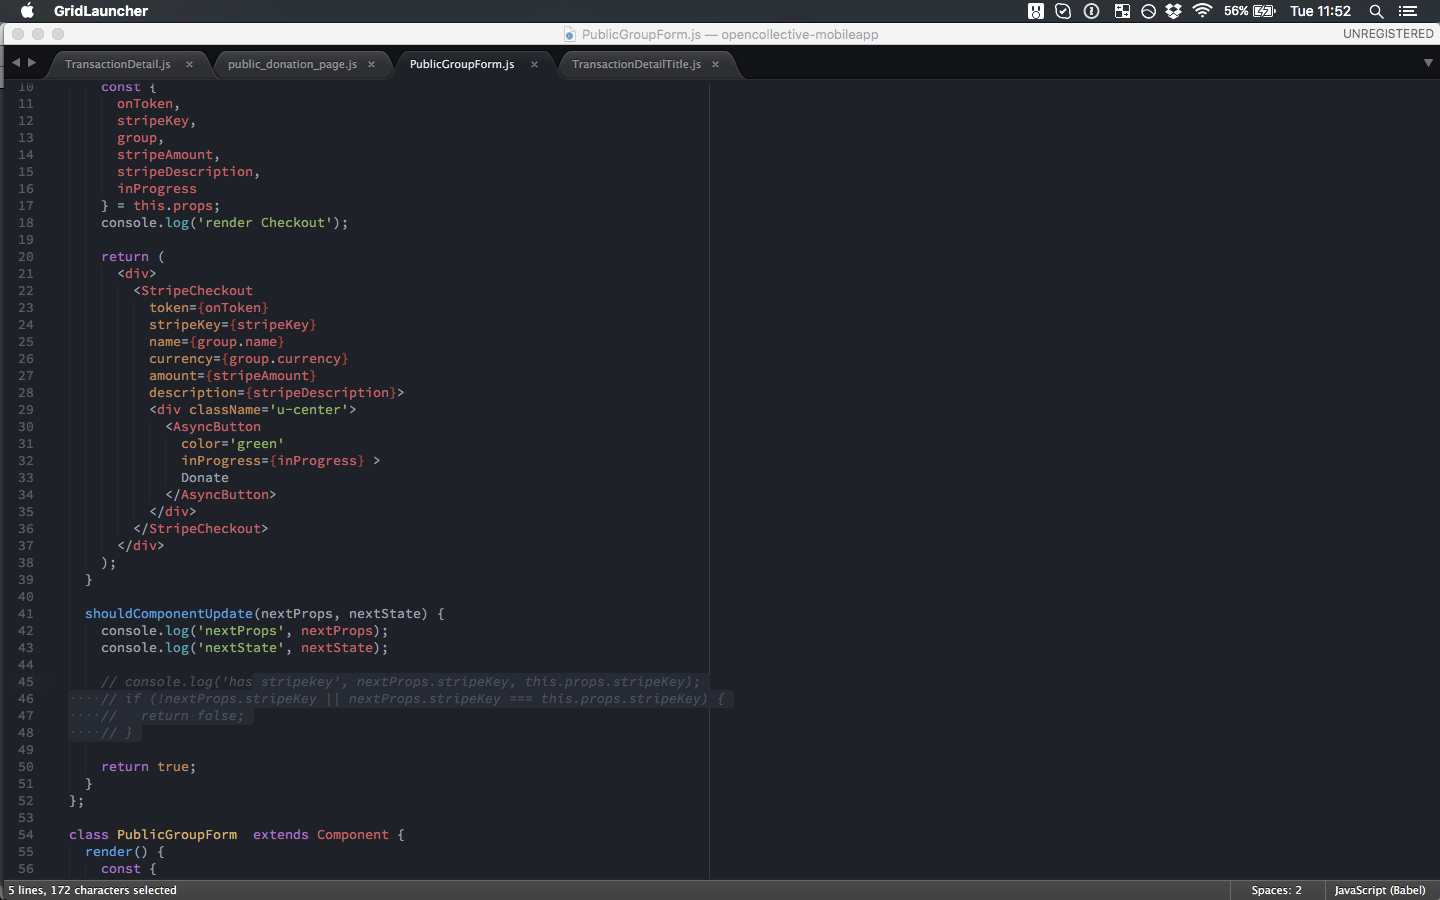 GridLauncher 56% Tue 11:52
PublicGroupForm.js — opencollective-mobileapp UNREGISTERED
TransactionDetail.js × public_donation_page.js × PublicGroupForm.js × TransactionDetailTitle.js ×
10 const {
11 onToken,
12 stripeKey,
13 group,
14 stripeAmount,
15 stripeDescription,
16 inProgress
17 } = this.props;
18 console.log('render Checkout');
19
20 return (
21 <div>
22 <StripeCheckout
23 token={onToken}
24 stripeKey={stripeKey}
25 name={group.name}
26 currency={group.currency}
27 amount={stripeAmount}
28 description={stripeDescription}>
29 <div className='u-center'>
30 <AsyncButton
31 color='green'
32 inProgress={inProgress} >
33 Donate
34 </AsyncButton>
35 </div>
36 </StripeCheckout>
37 </div>
38 );
39 }
40
41 shouldComponentUpdate(nextProps, nextState) {
42 console.log('nextProps', nextProps);
43 console.log('nextState', nextState);
44
45 // console.log('has stripekey', nextProps.stripeKey, this.props.stripeKey);
46 // if (!nextProps.stripeKey || nextProps.stripeKey === this.props.stripeKey) {
47 // return false;
48 // }
49
50 return true;
51 }
52 };
53
54 class PublicGroupForm extends Component {
55 render() {
56 const {
5 lines, 172 characters selected Spaces: 2 JavaScript (Babel)